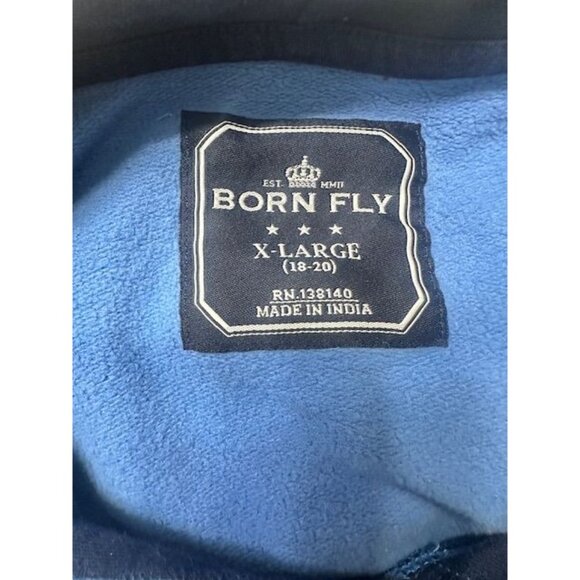 EST. MMII
BORN FLY
X-LARGE
(18-20)
RN.138140
MADE IN INDIA